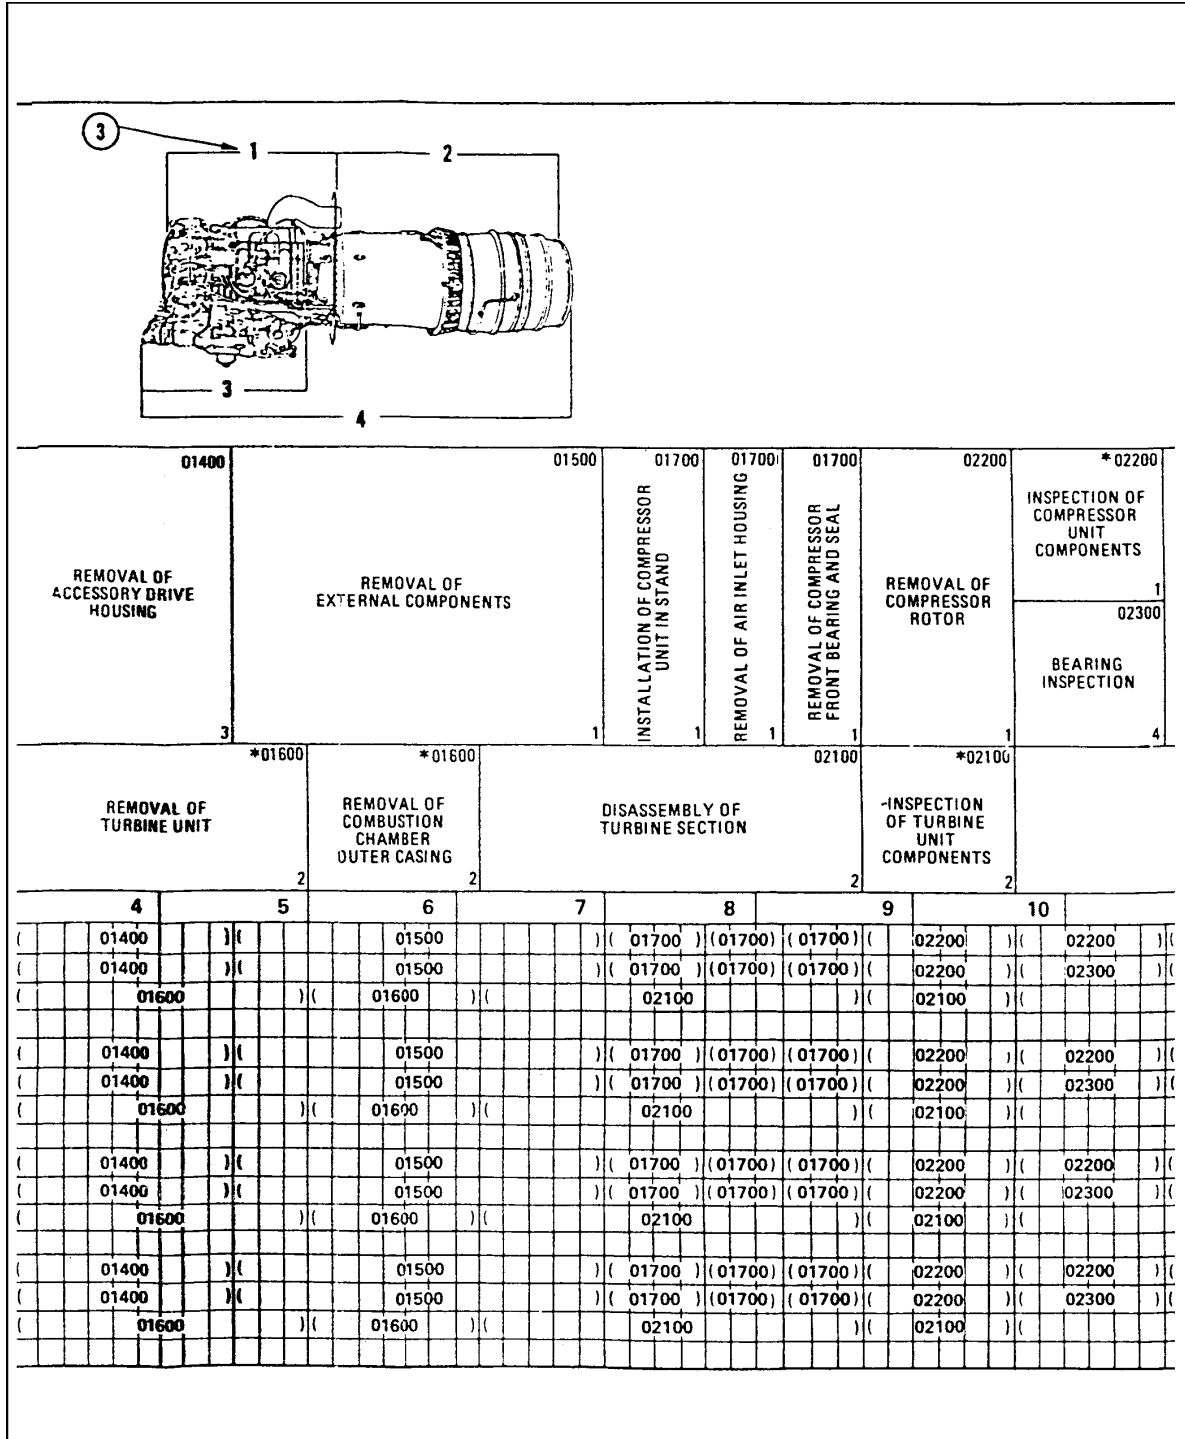 3
1
2
3
4
01400
REMOVAL OF
ACCESSORY DRIVE
HOUSING
3
01500
REMOVAL OF
EXTERNAL COMPONENTS
1
01700
INSTALLATION OF COMPRESSOR
UNIT IN STAND
1
01700
REMOVAL OF AIR INLET HOUSING
1
01700
REMOVAL OF COMPRESSOR
FRONT BEARING AND SEAL
1
02200
REMOVAL OF
COMPRESSOR
ROTOR
1
*02200
INSPECTION OF
COMPRESSOR
UNIT
COMPONENTS
1
02300
BEARING
INSPECTION
4
*01600
REMOVAL OF
TURBINE UNIT
2
*01600
REMOVAL OF
COMBUSTION
CHAMBER
OUTER CASING
2
02100
DISASSEMBLY OF
TURBINE SECTION
2
*02100
-INSPECTION
OF TURBINE
UNIT
COMPONENTS
2
4 5 6 7 8 9 10
( 01400 )( 01500 )( 01700 )(01700)(01700)( 02200 )( 02200 )(
01400 )( 01500 )( 01700 )(01700)(01700)( 02200 )( 02300 )(
( 01600 )( 01600 )( 02100 )( 02100 )(
( 01400 )( 01500 )( 01700 )(01700)(01700)( 02200 )( 02200 )(
( 01400 )( 01500 )( 01700 )(01700)(01700)( 02200 )( 02300 )(
( 01600 )( 01600 )( 02100 )( 02100 )(
( 01400 )( 01500 )( 01700 )(01700)(01700)( 02200 )( 02200 )(
( 01400 )( 01500 )( 01700 )(01700)(01700)( 02200 )( 02300 )(
( 01600 )( 01600 )( 02100 )( 02100 )(
( 01400 )( 01500 )( 01700 )(01700)(01700)( 02200 )( 02200 )(
( 01400 )( 01500 )( 01700 )(01700)(01700)( 02200 )( 02300 )(
( 01600 )( 01600 )( 02100 )( 02100 )(